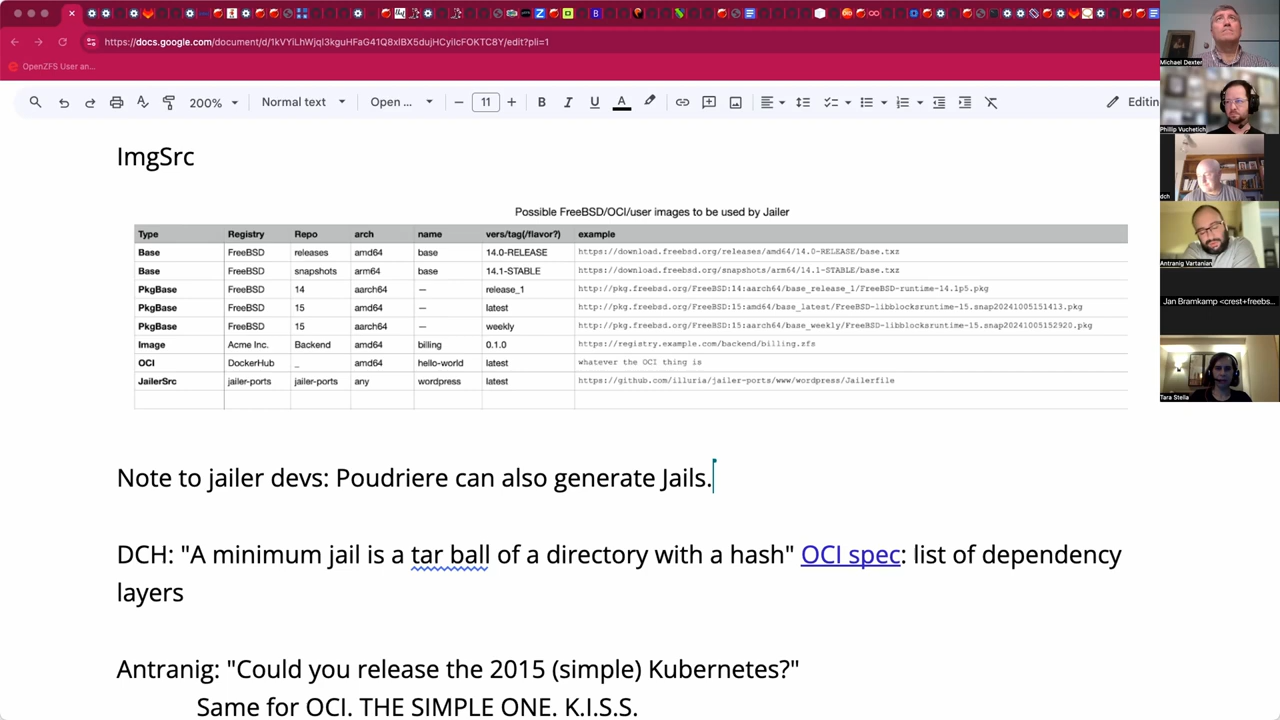 https://docs.google.com/document/d/1kVYiLhWjql3kguHFaG41Q8xIBX5dujHCyiIcFOKTC8Y/edit?pli=1
OpenZFS User an...
200% Normal text Open ... 11 B I U A Editin
ImgSrc
Possible FreeBSD/OCI/user images to be used by Jailer
Type Registry Repo arch name vers/tag(/flavor?) example
Base FreeBSD releases amd64 base 14.0-RELEASE https://download.freebsd.org/releases/amd64/14.0-RELEASE/base.txz
Base FreeBSD snapshots arm64 base 14.1-STABLE https://download.freebsd.org/snapshots/arm64/14.1-STABLE/base.txz
PkgBase FreeBSD 14 aarch64 — release_1 http://pkg.freebsd.org/FreeBSD:14:aarch64/base_release_1/FreeBSD-runtime-14.1p5.pkg
PkgBase FreeBSD 15 amd64 — latest http://pkg.freebsd.org/FreeBSD:15:amd64/base_latest/FreeBSD-libblocksruntime-15.snap20241005151413.pkg
PkgBase FreeBSD 15 aarch64 — weekly http://pkg.freebsd.org/FreeBSD:15:aarch64/base_weekly/FreeBSD-libblocksruntime-15.snap20241005152920.pkg
Image Acme Inc. Backend amd64 billing 0.1.0 https://registry.example.com/backend/billing.zfs
OCI DockerHub _ amd64 hello-world latest whatever the OCI thing is
JailerSrc jailer-ports jailer-ports any wordpress latest https://github.com/illuria/jailer-ports/www/wordpress/Jailerfile
Note to jailer devs: Poudriere can also generate Jails.
DCH: "A minimum jail is a tar ball of a directory with a hash" OCI spec: list of dependency
layers
Antranig: "Could you release the 2015 (simple) Kubernetes?"
Same for OCI. THE SIMPLE ONE. K.I.S.S.
Michael Dexter
Phillip Vuchetich
dch
Antranig Vartanian
Jan Bramkamp <crest+freebs...
Tara Stella